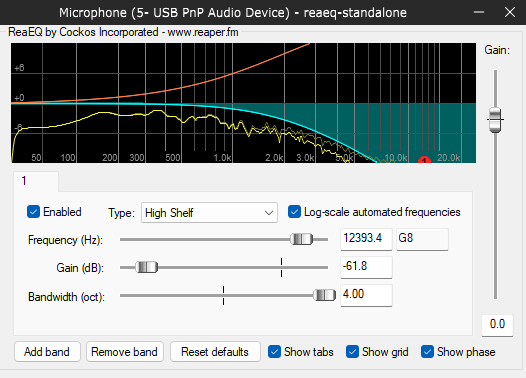 Microphone (5- USB PnP Audio Device) - reaeq-standalone
ReaEQ by Cockos Incorporated - www.reaper.fm
Gain:
+6
-6
50 100 200 300 500 1.0k 2.0k 3.0k 5.0k 10.0k 20.0k
1
1
Enabled Type: High Shelf Log-scale automated frequencies
Frequency (Hz): 12393.4 G8
Gain (dB): -61.8
Bandwidth (oct): 4.00
0.0
Add band Remove band Reset defaults Show tabs Show grid Show phase